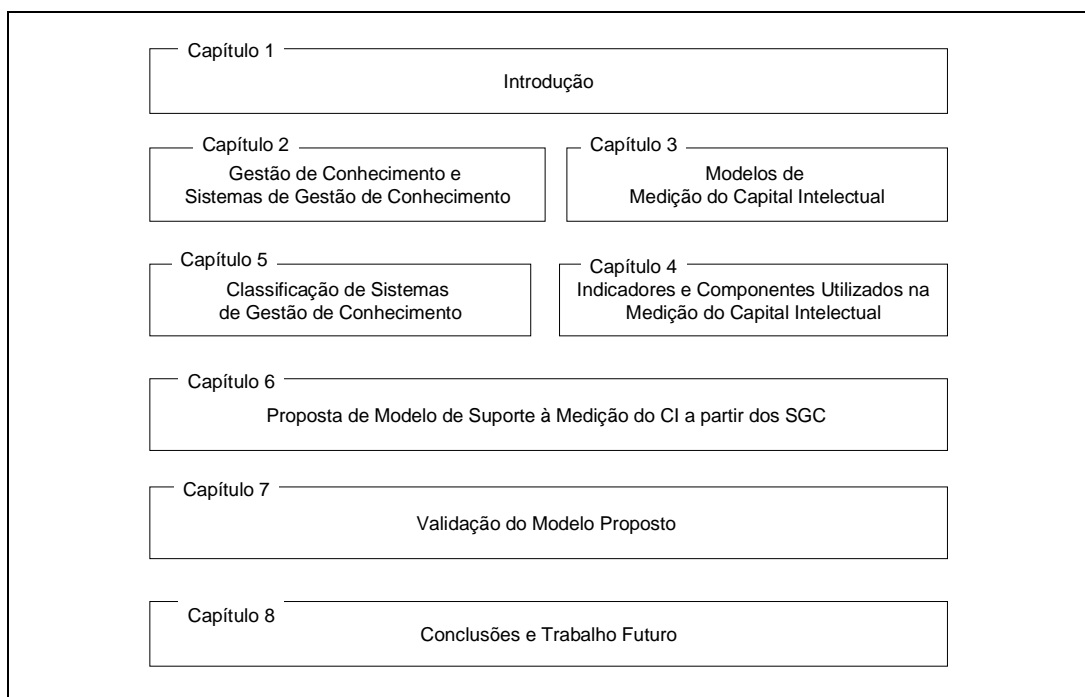 Capítulo 1
Introdução
Capítulo 2
Gestão de Conhecimento e
Sistemas de Gestão de Conhecimento
Capítulo 3
Modelos de
Medição do Capital Intelectual
Capítulo 5
Classificação de Sistemas
de Gestão de Conhecimento
Capítulo 4
Indicadores e Componentes Utilizados na
Medição do Capital Intelectual
Capítulo 6
Proposta de Modelo de Suporte à Medição do CI a partir dos SGC
Capítulo 7
Validação do Modelo Proposto
Capítulo 8
Conclusões e Trabalho Futuro